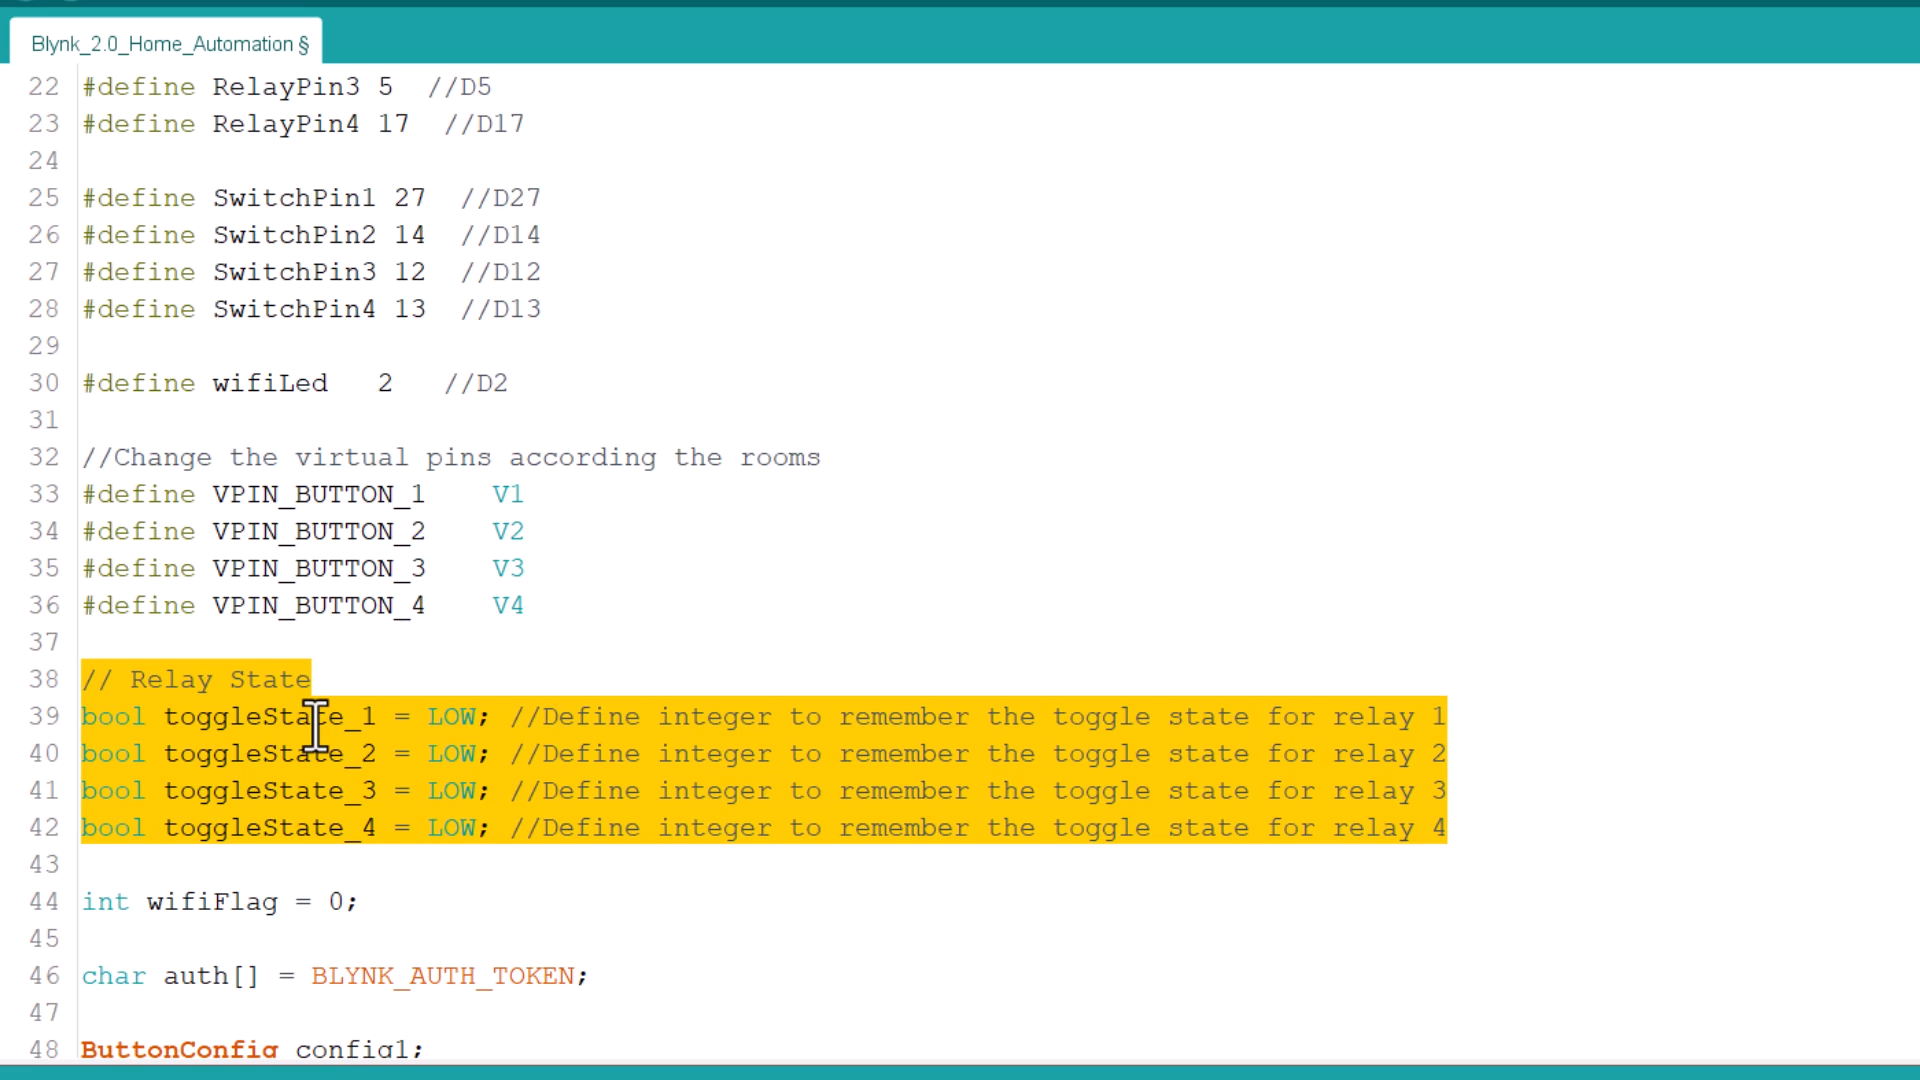 Blynk_2.0_Home_Automation §
22 #define RelayPin3 5  //D5
23 #define RelayPin4 17  //D17
24
25 #define SwitchPin1 27  //D27
26 #define SwitchPin2 14  //D14
27 #define SwitchPin3 12  //D12
28 #define SwitchPin4 13  //D13
29
30 #define wifiLed   2   //D2
31
32 //Change the virtual pins according the rooms
33 #define VPIN_BUTTON_1    V1
34 #define VPIN_BUTTON_2    V2
35 #define VPIN_BUTTON_3    V3
36 #define VPIN_BUTTON_4    V4
37
38 // Relay State
39 bool toggleState_1 = LOW; //Define integer to remember the toggle state for relay 1
40 bool toggleState_2 = LOW; //Define integer to remember the toggle state for relay 2
41 bool toggleState_3 = LOW; //Define integer to remember the toggle state for relay 3
42 bool toggleState_4 = LOW; //Define integer to remember the toggle state for relay 4
43
44 int wifiFlag = 0;
45
46 char auth[] = BLYNK_AUTH_TOKEN;
47
48 ButtonConfig config1;